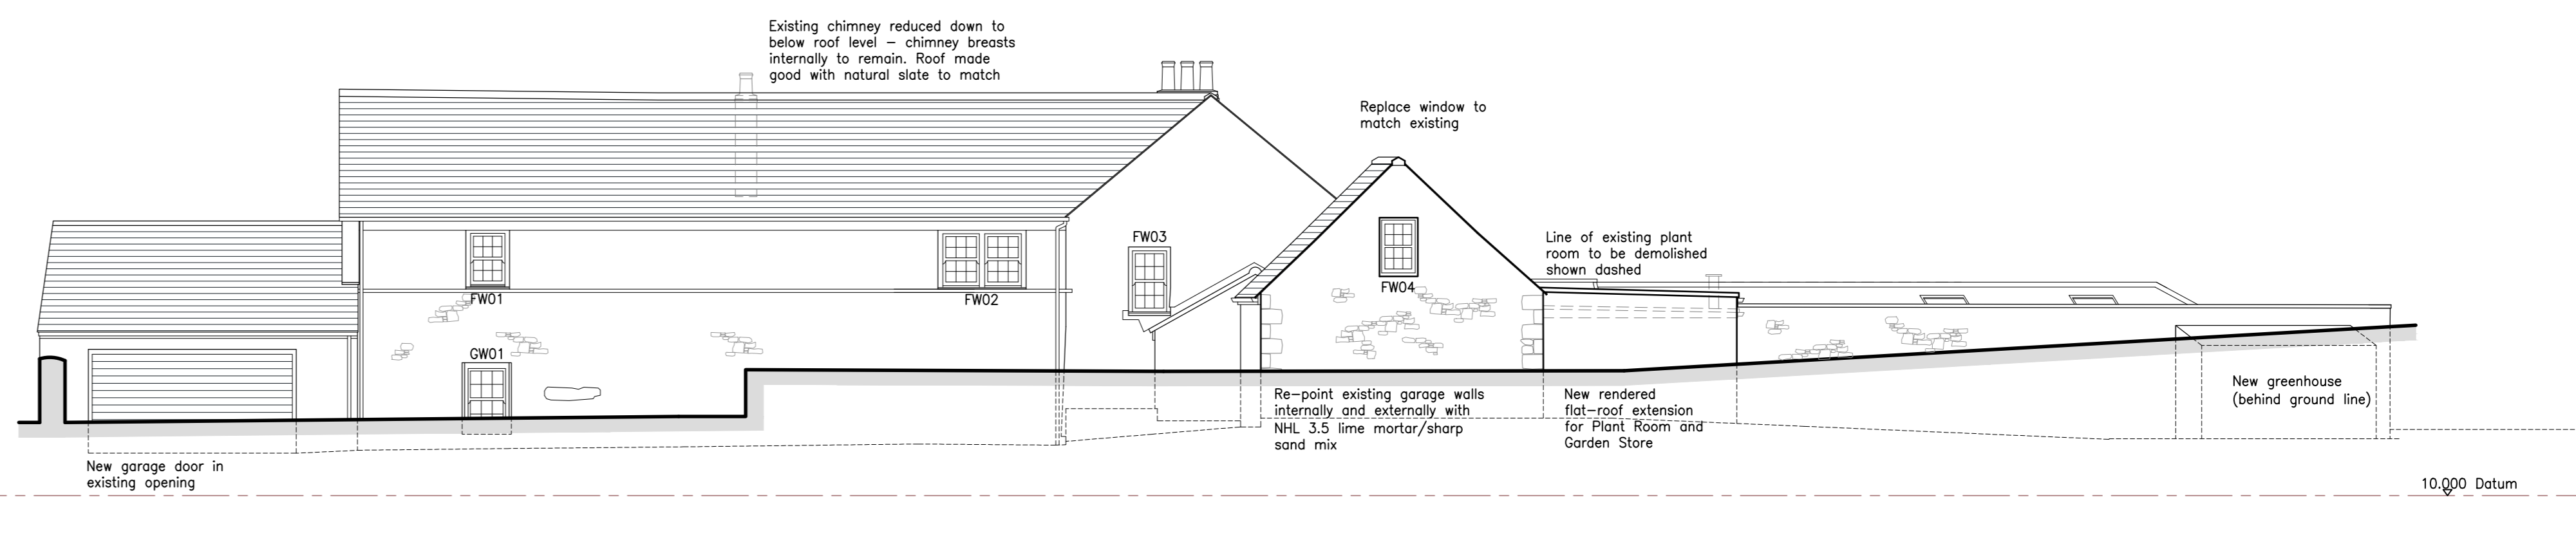 Existing chimney reduced down to
below roof level – chimney breasts
internally to remain. Roof made
good with natural slate to match
Replace window to
match existing
FW03
Line of existing plant
room to be demolished
shown dashed
FW01
FW02
FW04
GW01
Re-point existing garage walls
internally and externally with
NHL 3.5 lime mortar/sharp
sand mix
New rendered
flat-roof extension
for Plant Room and
Garden Store
New greenhouse
(behind ground line)
New garage door in
existing opening
10.000 Datum